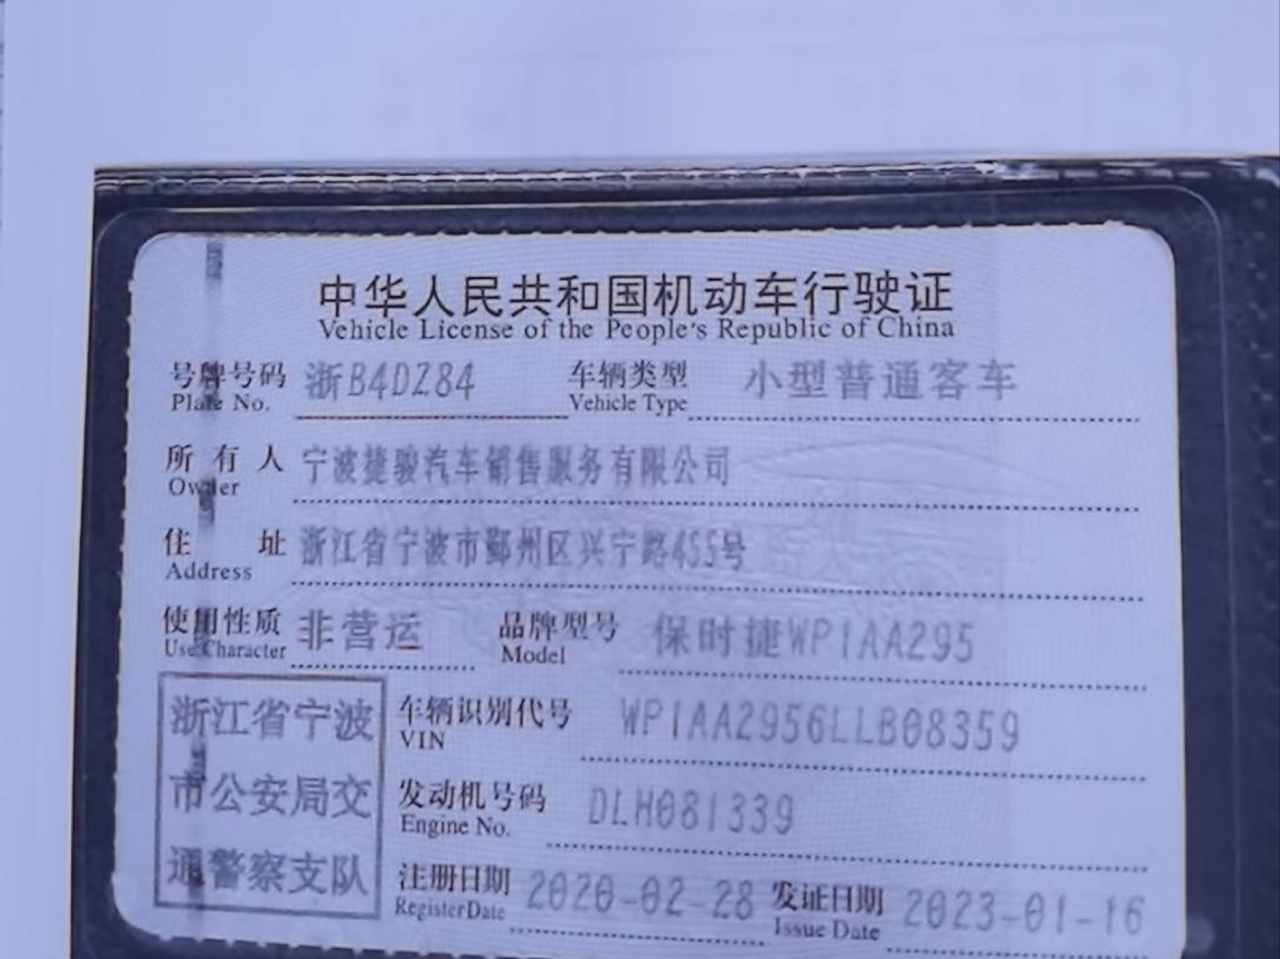 中华人民共和国机动车行驶证
Vehicle License of the People's Republic of China
号牌号码 浙B4DZ84 车辆类型 小型普通客车
Plate No. Vehicle Type
所有人 宁波捷骏汽车销售服务有限公司
Owner
住址 浙江省宁波市鄞州区兴宁路455号
Address
使用性质 非营运 品牌型号 保时捷WP1AA295
Use Character Model
浙江省宁波 车辆识别代号 WP1AA2956LLB08359
VIN
市公安局交 发动机号码 DLH081339
Engine No.
通警察支队 注册日期 2020-02-28 发证日期 2023-01-16
Register Date Issue Date